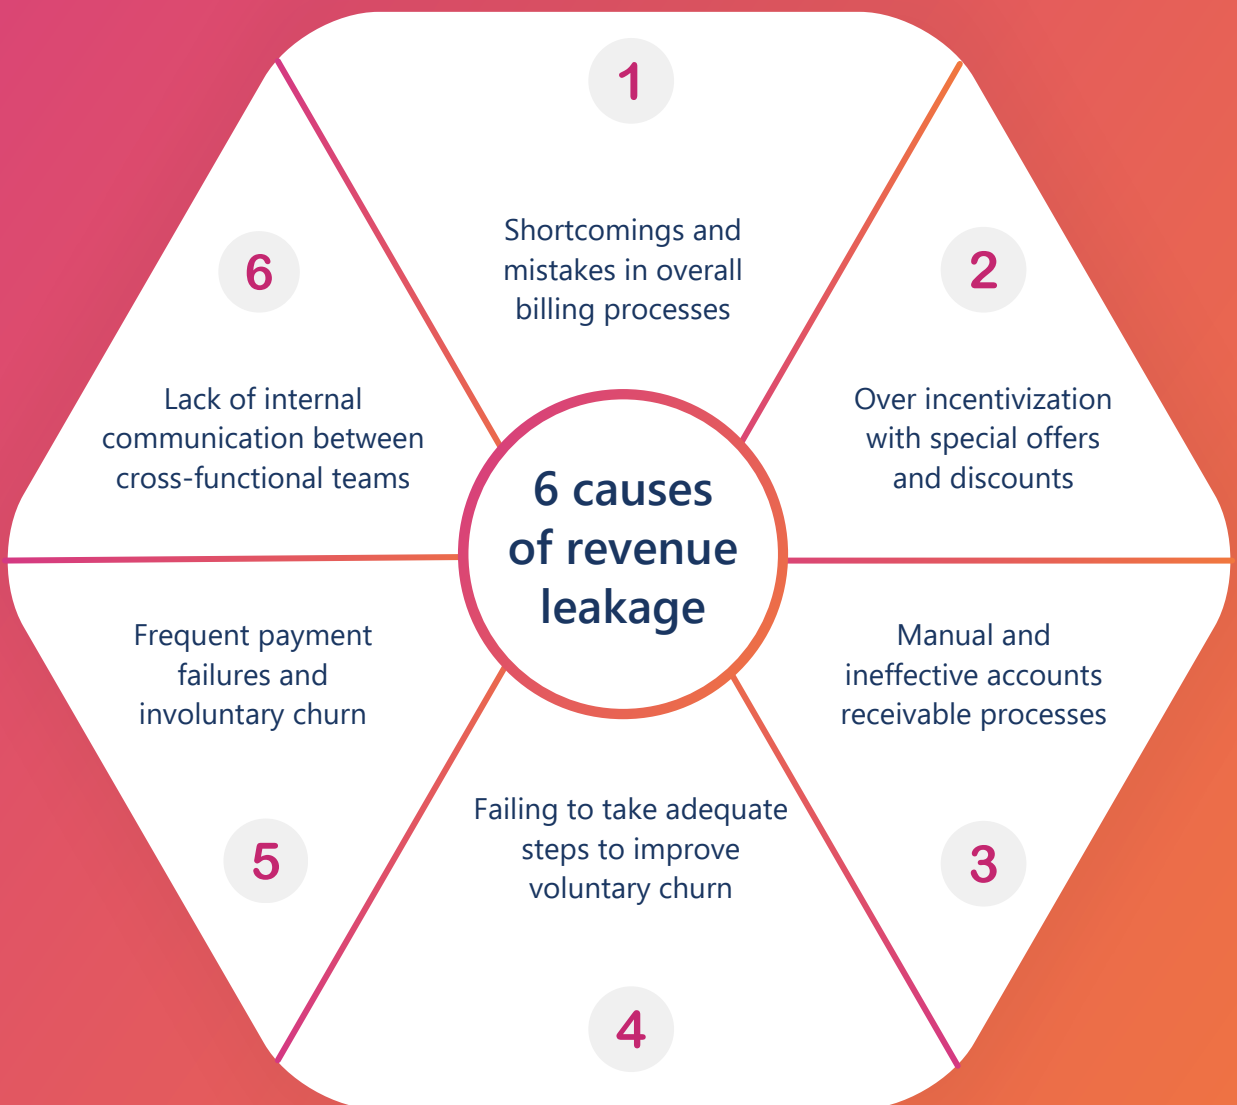 6 causes
of revenue
leakage
1
Shortcomings and
mistakes in overall
billing processes
2
Over incentivization
with special offers
and discounts
Manual and
ineffective accounts
receivable processes
3
Failing to take adequate
steps to improve
voluntary churn
4
Frequent payment
failures and
involuntary churn
5
6
Lack of internal
communication between
cross-functional teams